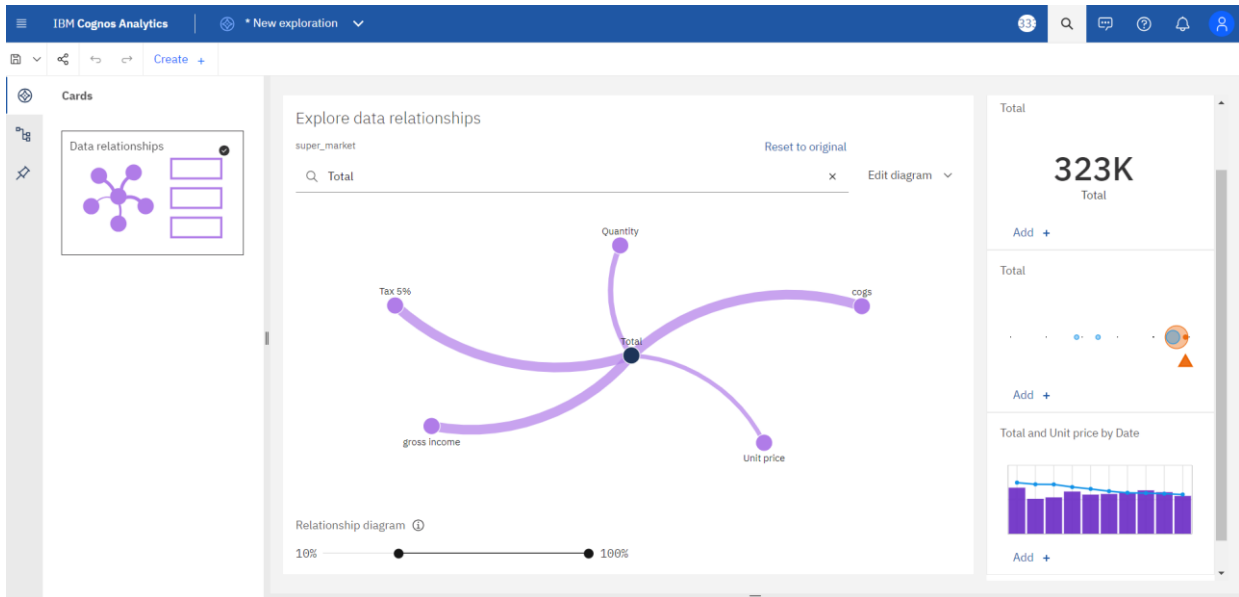 IBM Cognos Analytics
* New exploration
Create +
Cards
Data relationships
Explore data relationships
super_market
Reset to original
Total
Edit diagram
Quantity
Tax 5%
cogs
Total
gross income
Unit price
Relationship diagram
10%
100%
Total
323K
Total
Add +
Total
Add +
Total and Unit price by Date
Add +